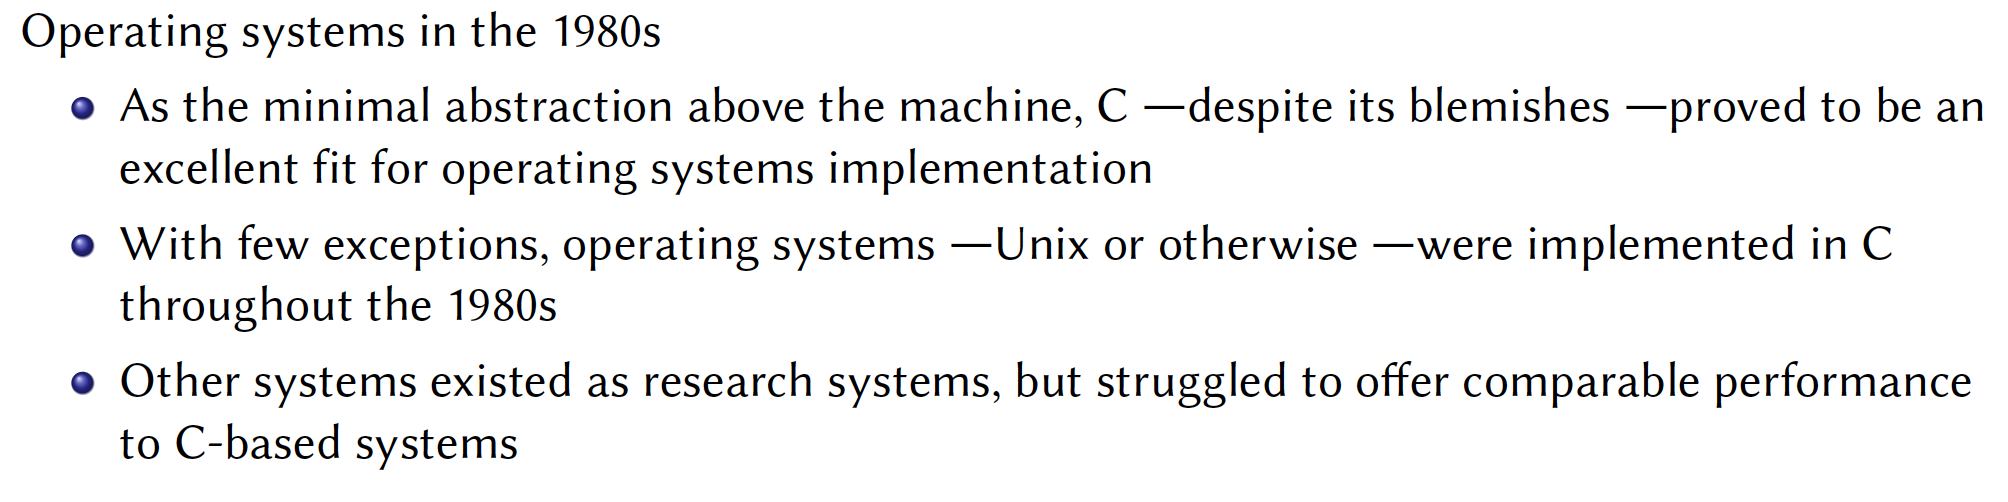 Operating systems in the 1980s
As the minimal abstraction above the machine, C —despite its blemishes —proved to be an
excellent fit for operating systems implementation
With few exceptions, operating systems —Unix or otherwise —were implemented in C
throughout the 1980s
Other systems existed as research systems, but struggled to offer comparable performance
to C-based systems